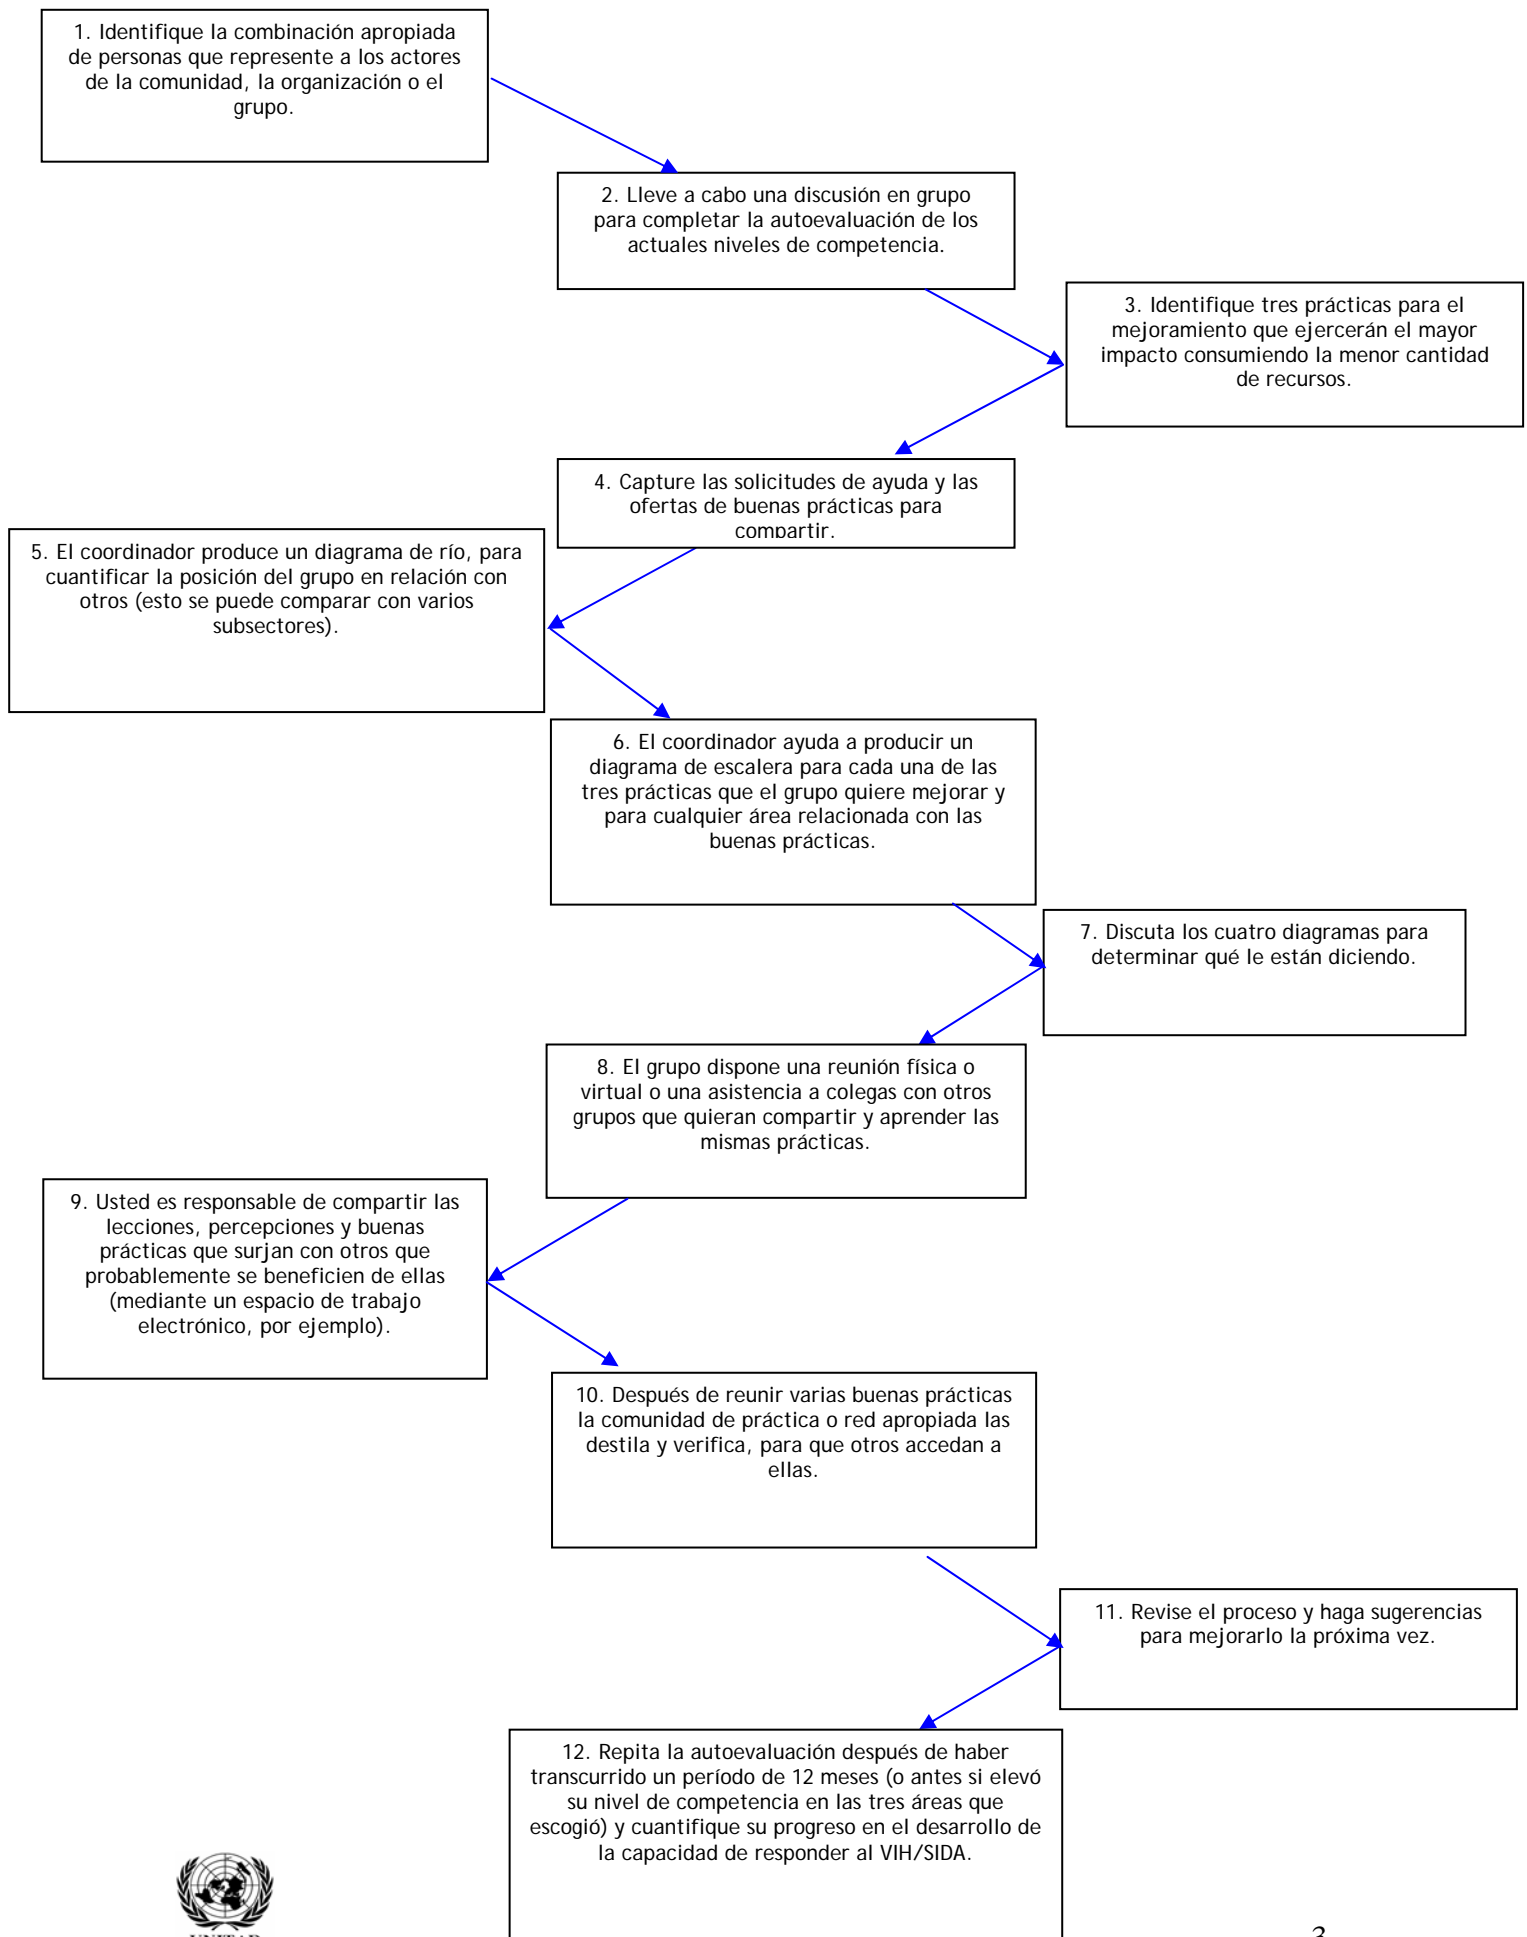 1. Identifique la combinación apropiada
de personas que represente a los actores
de la comunidad, la organización o el
grupo.
2. Lleve a cabo una discusión en grupo
para completar la autoevaluación de los
actuales niveles de competencia.
3. Identifique tres prácticas para el
mejoramiento que ejercerán el mayor
impacto consumiendo la menor cantidad
de recursos.
4. Capture las solicitudes de ayuda y las
ofertas de buenas prácticas para
compartir.
5. El coordinador produce un diagrama de río, para
cuantificar la posición del grupo en relación con
otros (esto se puede comparar con varios
subsectores).
6. El coordinador ayuda a producir un
diagrama de escalera para cada una de las
tres prácticas que el grupo quiere mejorar y
para cualquier área relacionada con las
buenas prácticas.
7. Discuta los cuatro diagramas para
determinar qué le están diciendo.
8. El grupo dispone una reunión física o
virtual o una asistencia a colegas con otros
grupos que quieran compartir y aprender las
mismas prácticas.
9. Usted es responsable de compartir las
lecciones, percepciones y buenas
prácticas que surjan con otros que
probablemente se beneficien de ellas
(mediante un espacio de trabajo
electrónico, por ejemplo).
10. Después de reunir varias buenas prácticas
la comunidad de práctica o red apropiada las
destila y verifica, para que otros accedan a
ellas.
11. Revise el proceso y haga sugerencias
para mejorarlo la próxima vez.
12. Repita la autoevaluación después de haber
transcurrido un período de 12 meses (o antes si elevó
su nivel de competencia en las tres áreas que
escogió) y cuantifique su progreso en el desarrollo de
la capacidad de responder al VIH/SIDA.
UNITAR
3